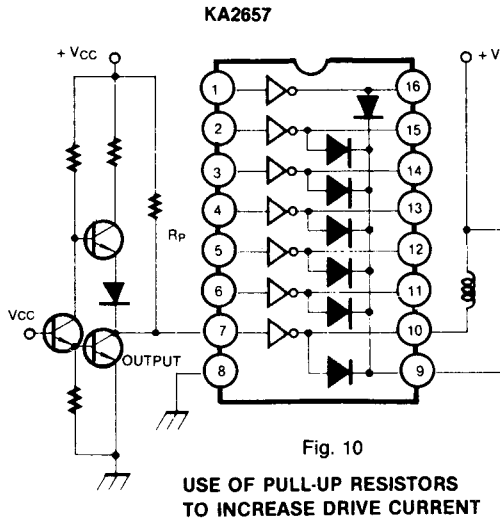 KA2657
+ VCC
+ V
1
16
2
15
3
14
4
13
RP
5
12
6
11
VCC
7
10
OUTPUT
8
9
Fig. 10
USE OF PULL-UP RESISTORS
TO INCREASE DRIVE CURRENT